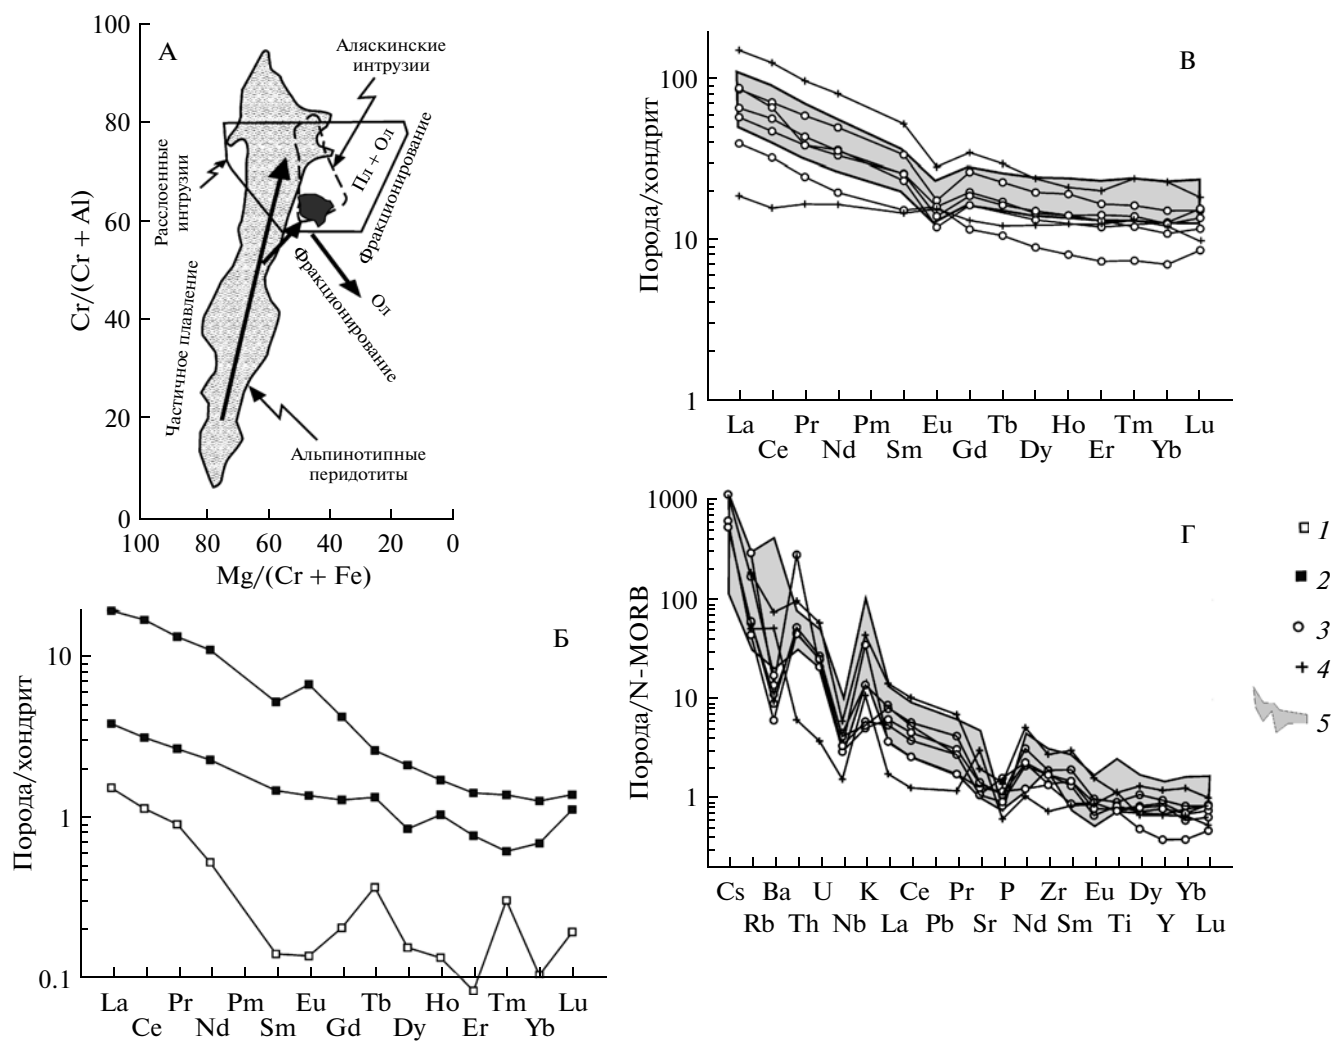 А
100
80
60
40
20
0
Cr/(Cr + Al)
100 80 60 40 20 0
Mg/(Cr + Fe)
Аляскинские
интрузии
Расслоенные
интрузии
Пл + Ол
Фракционирование
Частичное плавление
Фракционирование
Ол
Альпинотипные
перидотиты
Б
10
1
0.1
Порода/хондрит
La Pr Pm Eu Tb Ho Tm Lu
Ce Nd Sm Gd Dy Er Yb
В
100
10
1
Порода/хондрит
La Pr Pm Eu Tb Ho Tm Lu
Ce Nd Sm Gd Dy Er Yb
Г
1000
100
10
1
Порода/N-MORB
Cs Ba U K Ce Pr P Zr Eu Dy Yb
Rb Th Nb La Pb Sr Nd Sm Ti Y Lu
1
2
3
4
5